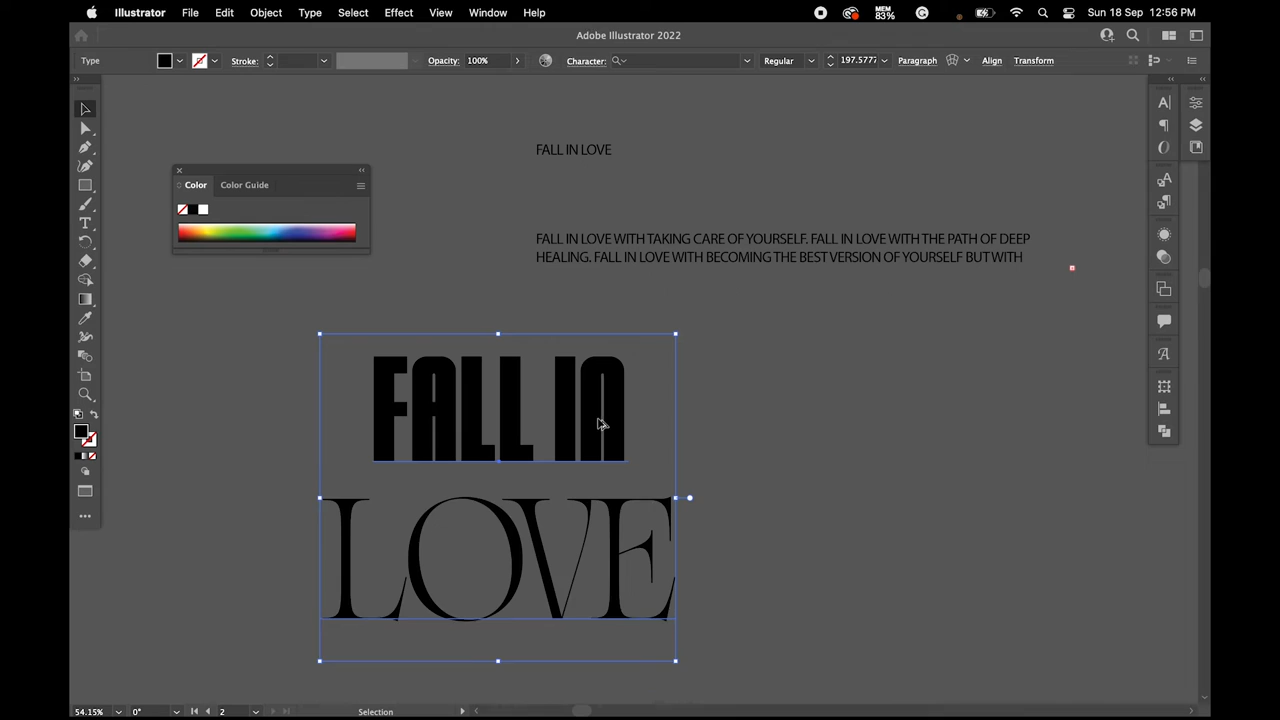 Illustrator File Edit Object Type Select Effect View Window Help MEM 83% Sun 18 Sep 12:56 PM
Adobe Illustrator 2022
Type Stroke: Opacity: 100% Character: Regular 197.5777 Paragraph Align Transform
FALL IN LOVE
Color Color Guide
FALL IN LOVE WITH TAKING CARE OF YOURSELF. FALL IN LOVE WITH THE PATH OF DEEP
HEALING. FALL IN LOVE WITH BECOMING THE BEST VERSION OF YOURSELF BUT WITH
FALL IN
LOVE
54.15% 0° 2 Selection